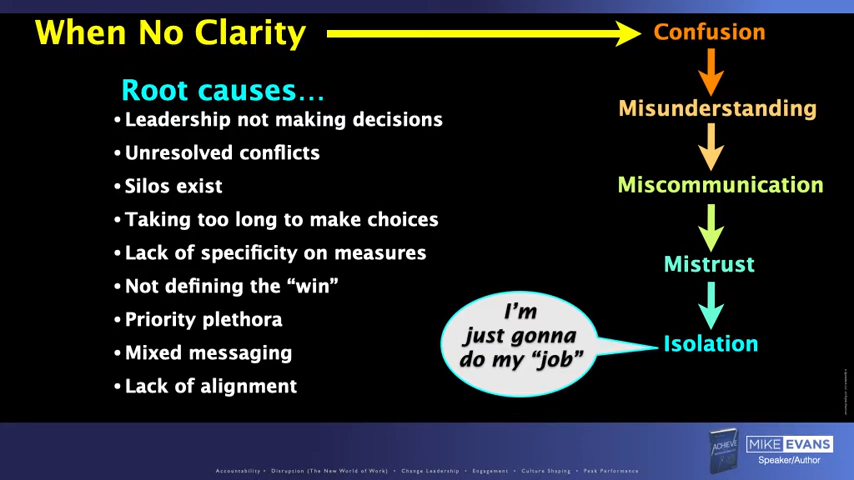 When No Clarity
Confusion
Root causes…
• Leadership not making decisions
• Unresolved conflicts
• Silos exist
• Taking too long to make choices
• Lack of specificity on measures
• Not defining the “win”
• Priority plethora
• Mixed messaging
• Lack of alignment
Misunderstanding
Miscommunication
Mistrust
Isolation
I’m
just gonna
do my “job”
ACHIEVE
MIKE EVANS
Speaker/Author
Accountability • Disruption (The New World of Work) • Change Leadership • Engagement • Culture Shaping • Peak Performance